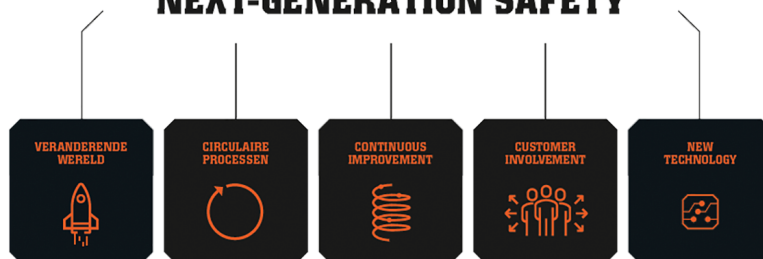 NEXT-GENERATION SAFETY
VERANDERENDE
WERELD
CIRCULAIRE
PROCESSEN
CONTINUOUS
IMPROVEMENT
CUSTOMER
INVOLVEMENT
NEW
TECHNOLOGY